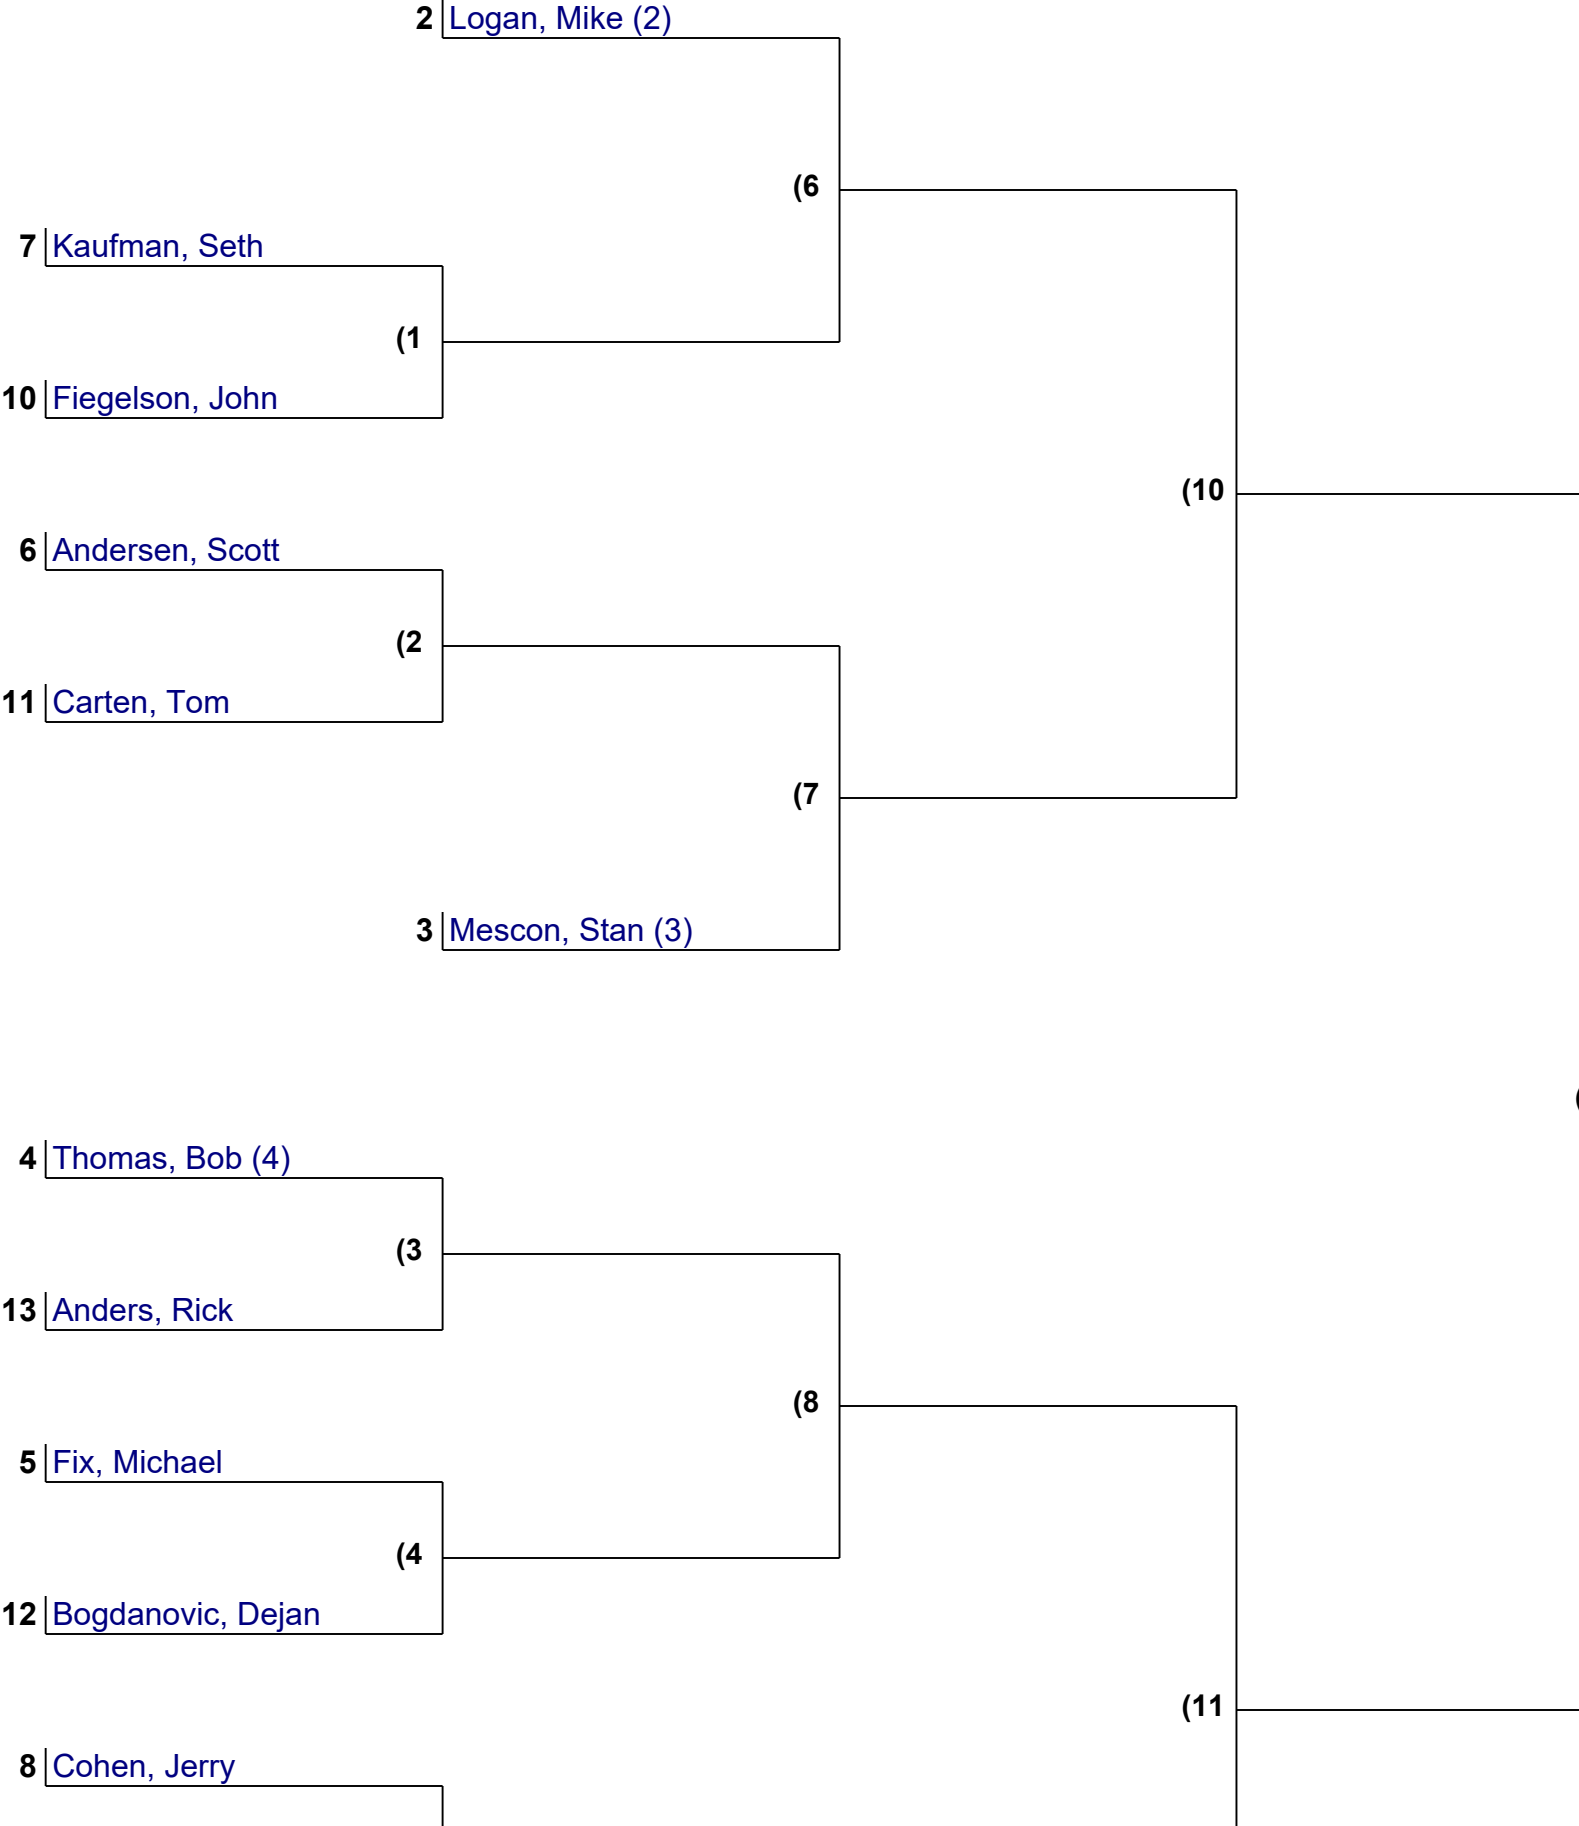 2 Logan, Mike (2)
(6
7 Kaufman, Seth
(1
10 Fiegelson, John
(10
6 Andersen, Scott
(2
11 Carten, Tom
(7
3 Mescon, Stan (3)
(
4 Thomas, Bob (4)
(3
13 Anders, Rick
(8
5 Fix, Michael
(4
12 Bogdanovic, Dejan
(11
8 Cohen, Jerry